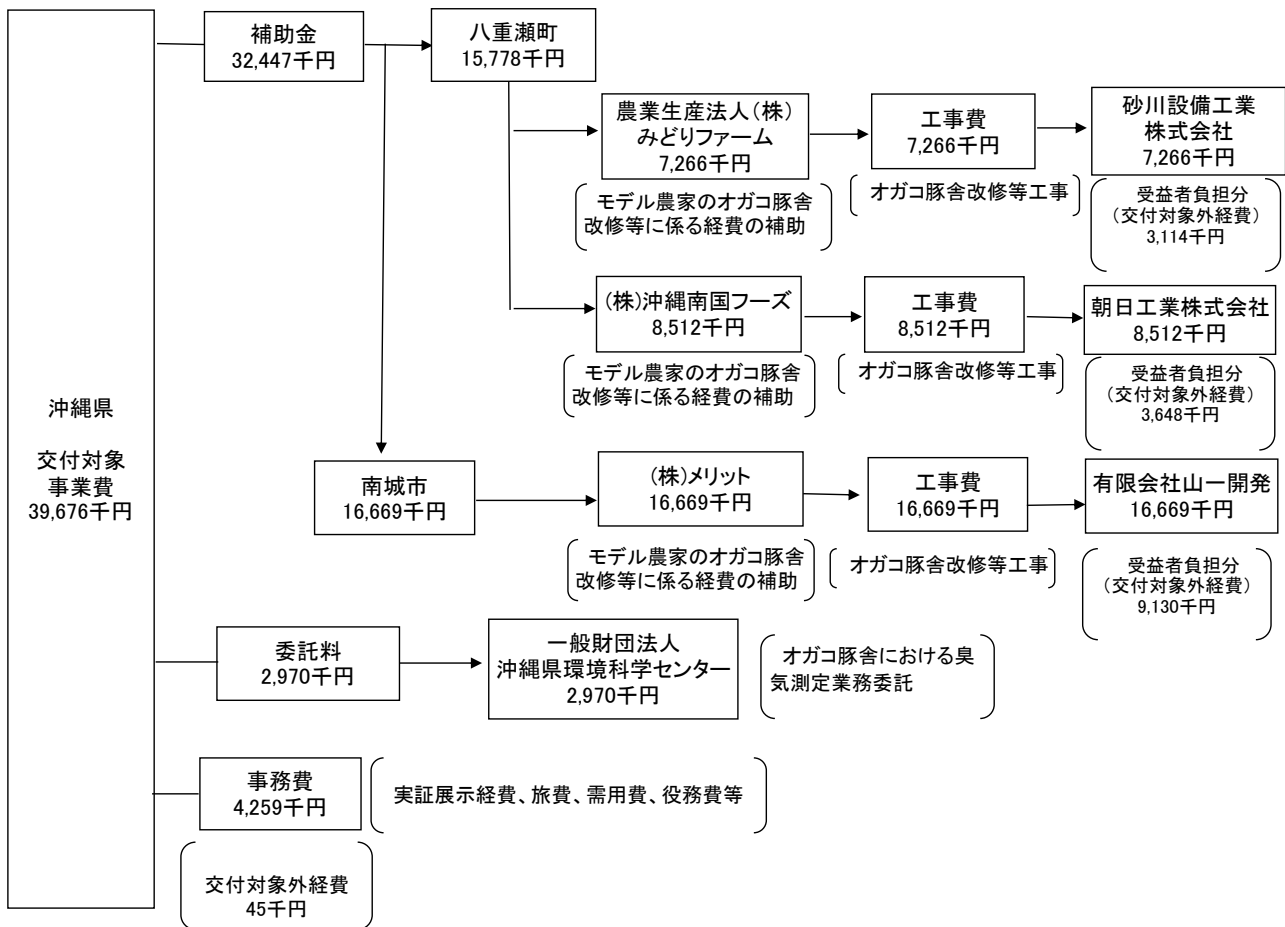 沖縄県
交付対象
事業費
39,676千円
補助金
32,447千円
八重瀬町
15,778千円
農業生産法人(株)
みどりファーム
7,266千円
モデル農家のオガコ豚舎
改修等に係る経費の補助
工事費
7,266千円
オガコ豚舎改修等工事
砂川設備工業
株式会社
7,266千円
受益者負担分
(交付対象外経費)
3,114千円
(株)沖縄南国フーズ
8,512千円
モデル農家のオガコ豚舎
改修等に係る経費の補助
工事費
8,512千円
オガコ豚舎改修等工事
朝日工業株式会社
8,512千円
受益者負担分
(交付対象外経費)
3,648千円
南城市
16,669千円
(株)メリット
16,669千円
モデル農家のオガコ豚舎
改修等に係る経費の補助
工事費
16,669千円
オガコ豚舎改修等工事
有限会社山一開発
16,669千円
受益者負担分
(交付対象外経費)
9,130千円
委託料
2,970千円
一般財団法人
沖縄県環境科学センター
2,970千円
オガコ豚舎における臭
気測定業務委託
事務費
4,259千円
実証展示経費、旅費、需用費、役務費等
交付対象外経費
45千円